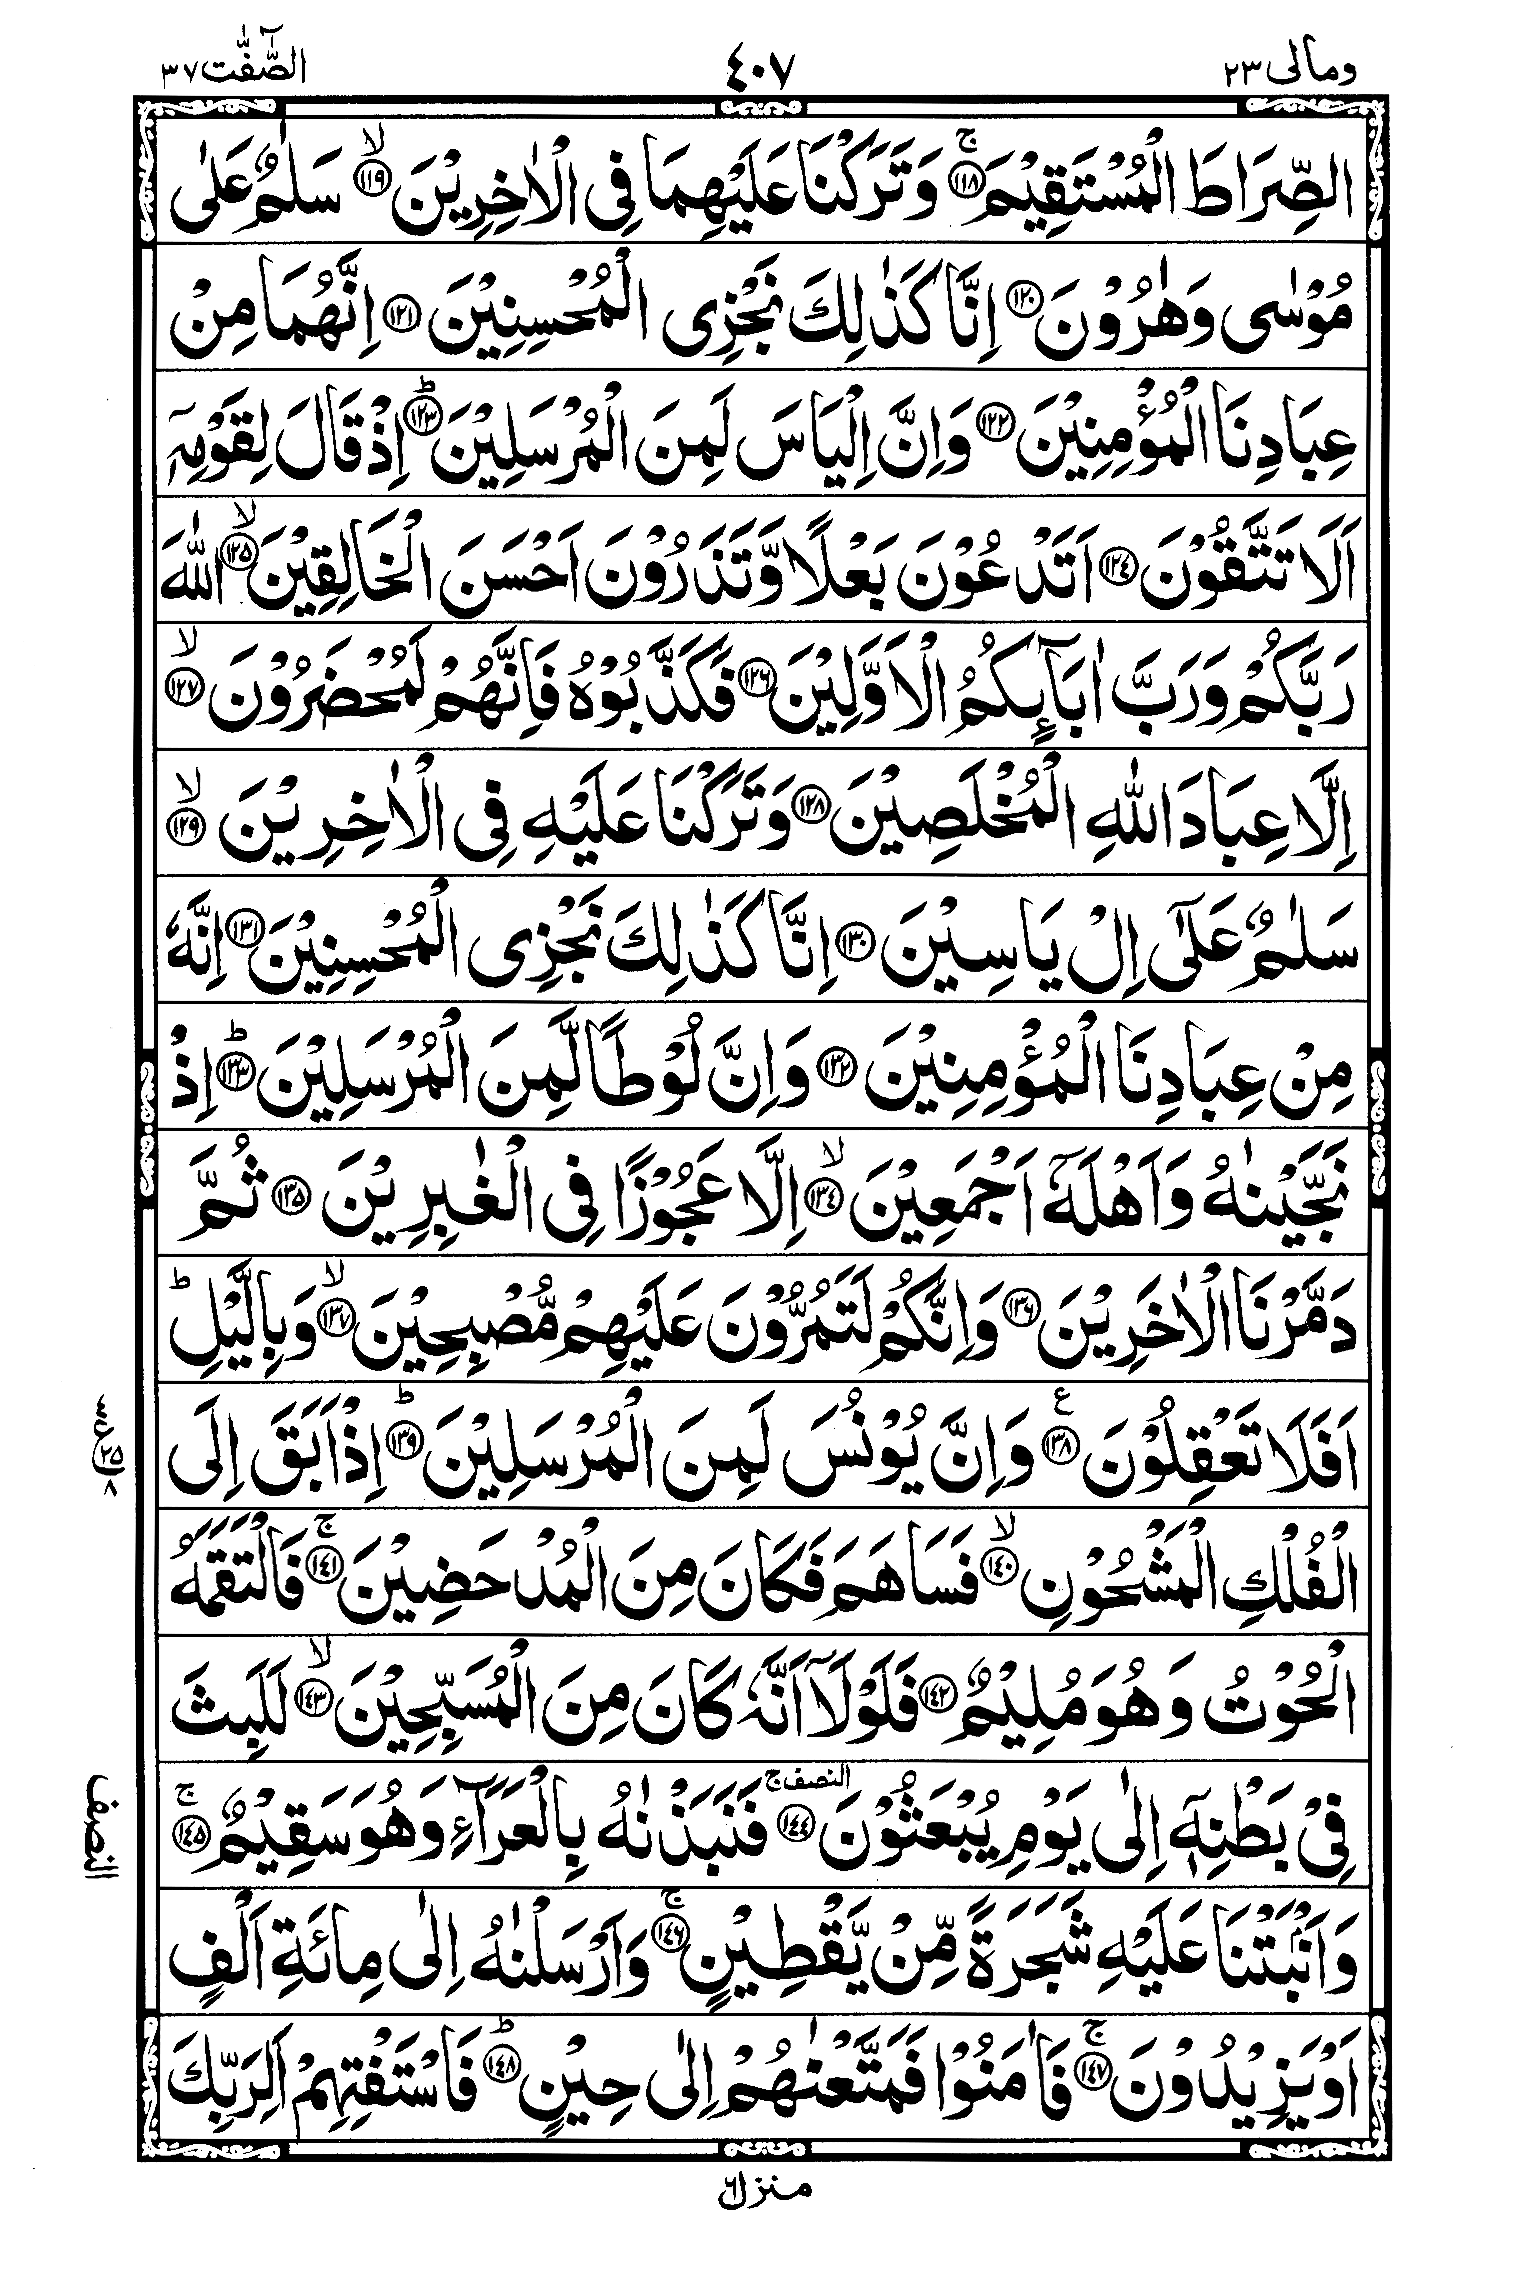 ومالی ٢٣
٤٠٧
الصّٰٓفّٰت ٣٧
الصِّرَاطَ الْمُسْتَقِيْمَ ۚ‏﴿١١٨﴾ وَتَرَكْنَا عَلَيْهِمَا فِى الْاٰخِرِيْنَ ۙ‏﴿١١٩﴾ سَلٰمٌ عَلٰى
مُوْسٰى وَهٰرُوْنَ ﴿١٢٠﴾ اِنَّا كَذٰلِكَ نَجْزِى الْمُحْسِنِيْنَ ﴿١٢١﴾ اِنَّهُمَا مِنْ
عِبَادِنَا الْمُؤْمِنِيْنَ ﴿١٢٢﴾ وَاِنَّ اِلْيَاسَ لَمِنَ الْمُرْسَلِيْنَ ؕ﴿١٢٣﴾ اِذْ قَالَ لِقَوْمِهٖۤ
اَلَا تَتَّقُوْنَ ﴿١٢٤﴾ اَتَدْعُوْنَ بَعْلًا وَّتَذَرُوْنَ اَحْسَنَ الْخَالِقِيْنَ ۙ﴿١٢٥﴾ اللّٰهَ
رَبَّكُمْ وَرَبَّ اٰبَآئِكُمُ الْاَوَّلِيْنَ ﴿١٢٦﴾ فَكَذَّبُوْهُ فَاِنَّهُمْ لَمُحْضَرُوْنَ ۙ﴿١٢٧﴾
اِلَّا عِبَادَ اللّٰهِ الْمُخْلَصِيْنَ ﴿١٢٨﴾ وَتَرَكْنَا عَلَيْهِ فِى الْاٰخِرِيْنَ ۙ﴿١٢٩﴾
سَلٰمٌ عَلٰٓى اِلْ يَاسِيْنَ ﴿١٣٠﴾ اِنَّا كَذٰلِكَ نَجْزِى الْمُحْسِنِيْنَ ﴿١٣١﴾ اِنَّهٗ
مِنْ عِبَادِنَا الْمُؤْمِنِيْنَ ﴿١٣٢﴾ وَاِنَّ لُوْطًا لَّمِنَ الْمُرْسَلِيْنَ ؕ﴿١٣٣﴾ اِذْ
نَجَّيْنٰهُ وَاَهْلَهٗۤ اَجْمَعِيْنَ ۙ﴿١٣٤﴾ اِلَّا عَجُوْزًا فِى الْغٰبِرِيْنَ ﴿١٣٥﴾ ثُمَّ
دَمَّرْنَا الْاٰخَرِيْنَ ﴿١٣٦﴾ وَاِنَّكُمْ لَتَمُرُّوْنَ عَلَيْهِمْ مُّصْبِحِيْنَ ۙ﴿١٣٧﴾ وَبِالَّيْلِ ؕ
اَفَلَا تَعْقِلُوْنَ ۧ﴿١٣٨﴾ وَاِنَّ يُوْنُسَ لَمِنَ الْمُرْسَلِيْنَ ؕ﴿١٣٩﴾ اِذْ اَبَقَ اِلَى
الْفُلْكِ الْمَشْحُوْنِ ۙ﴿١٤٠﴾ فَسَاهَمَ فَكَانَ مِنَ الْمُدْحَضِيْنَ ۚ﴿١٤١﴾ فَالْتَقَمَهُ
الْحُوْتُ وَهُوَ مُلِيْمٌ ﴿١٤٢﴾ فَلَوْلَاۤ اَنَّهٗ كَانَ مِنَ الْمُسَبِّحِيْنَ ۙ﴿١٤٣﴾ لَلَبِثَ
فِىْ بَطْنِهٖۤ اِلٰى يَوْمِ يُبْعَثُوْنَ ﴿١٤٤﴾ النصف ج فَنَبَذْنٰهُ بِالْعَرَآءِ وَهُوَ سَقِيْمٌ ۚ﴿١٤٥﴾
وَاَنْۢبَتْنَا عَلَيْهِ شَجَرَةً مِّنْ يَّقْطِيْنٍ ۚ﴿١٤٦﴾ وَاَرْسَلْنٰهُ اِلٰى مِائَةِ اَلْفٍ
اَوْ يَزِيْدُوْنَ ۚ﴿١٤٧﴾ فَاٰمَنُوْا فَمَتَّعْنٰهُمْ اِلٰى حِيْنٍ ؕ﴿١٤٨﴾ فَاسْتَفْتِهِمْ اَلِرَبِّكَ
النصف
منزل ٦